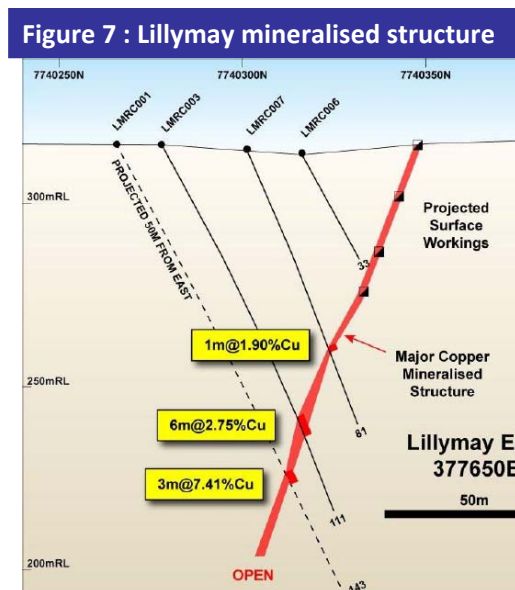 Figure 7 : Lillymay mineralised structure
7740250N
7740300N
7740350N
LMRC001
LMRC003
LMRC007
LMRC006
PROJECTED 50M FROM EAST
300mRL
Projected
Surface
Workings
33
1m@1.90%Cu
Major Copper
Mineralised
Structure
250mRL
6m@2.75%Cu
81
Lillymay E
377650E
3m@7.41%Cu
50m
111
200mRL
OPEN
143